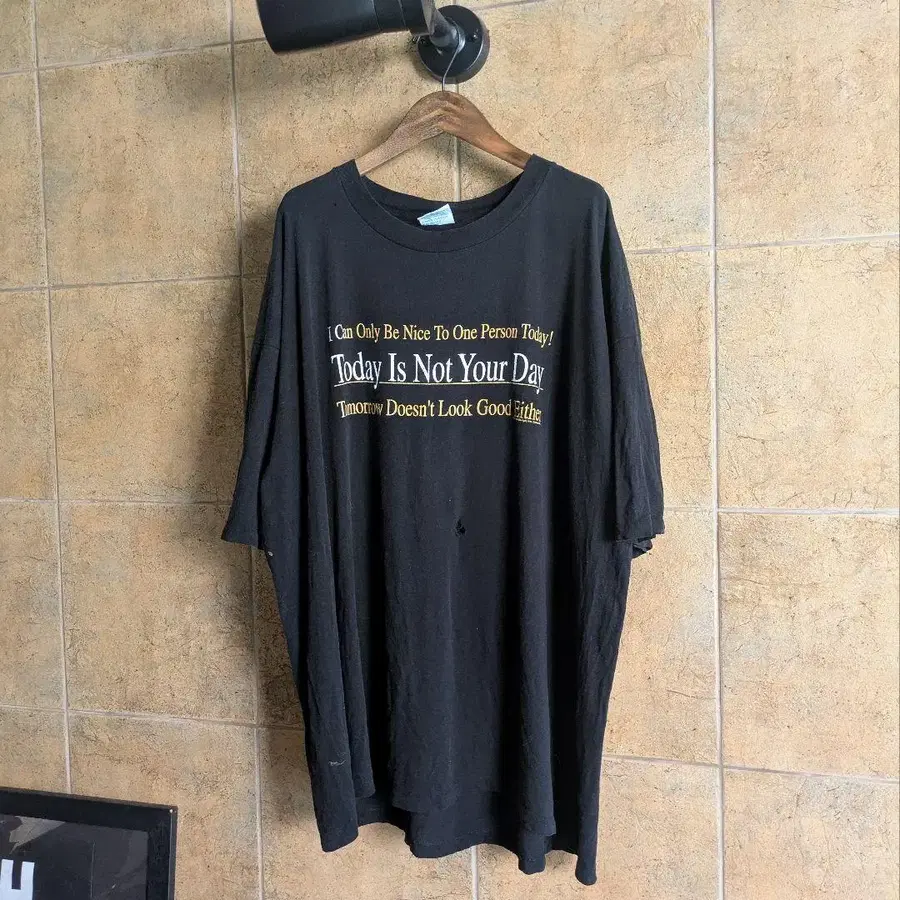 I Can Only Be Nice To One Person Today!
Today Is Not Your Day
Tomorrow Doesn't Look Good Either